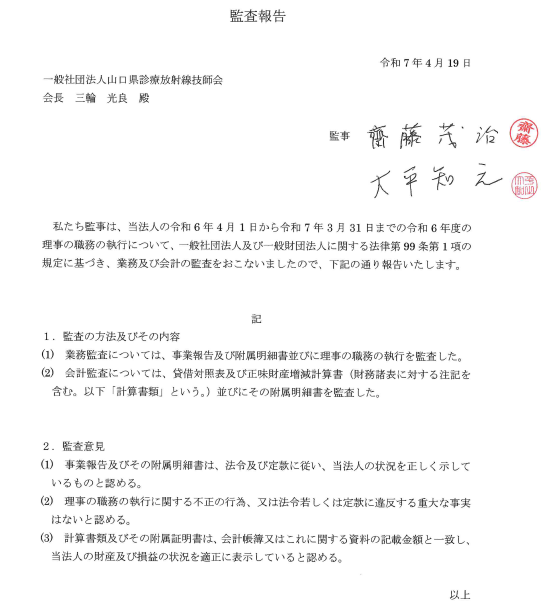 監査報告
令和7年4月19日
一般社団法人山口県診療放射線技師会
会長　三輪　光良　殿
監事　齋藤　茂治　齋藤
大平知之
私たち監事は、当法人の令和6年4月1日から令和7年3月31日までの令和6年度の
理事の職務の執行について、一般社団法人及び一般財団法人に関する法律第99条第1項の
規定に基づき、業務及び会計の監査をおこないましたので、下記の通り報告いたします。
記
1．監査の方法及びその内容
(1)　業務監査については、事業報告及び附属明細書並びに理事の職務の執行を監査した。
(2)　会計監査については、貸借対照表及び正味財産増減計算書（財務諸表に対する注記を
含む。以下「計算書類」という。）並びにその附属明細書を監査した。
2．監査意見
(1)　事業報告及びその附属明細書は、法令及び定款に従い、当法人の状況を正しく示して
いるものと認める。
(2)　理事の職務の執行に関する不正の行為、又は法令若しくは定款に違反する重大な事実
はないと認める。
(3)　計算書類及びその附属証明書は、会計帳簿又はこれに関する資料の記載金額と一致し、
当法人の財産及び損益の状況を適正に表示していると認める。
以上